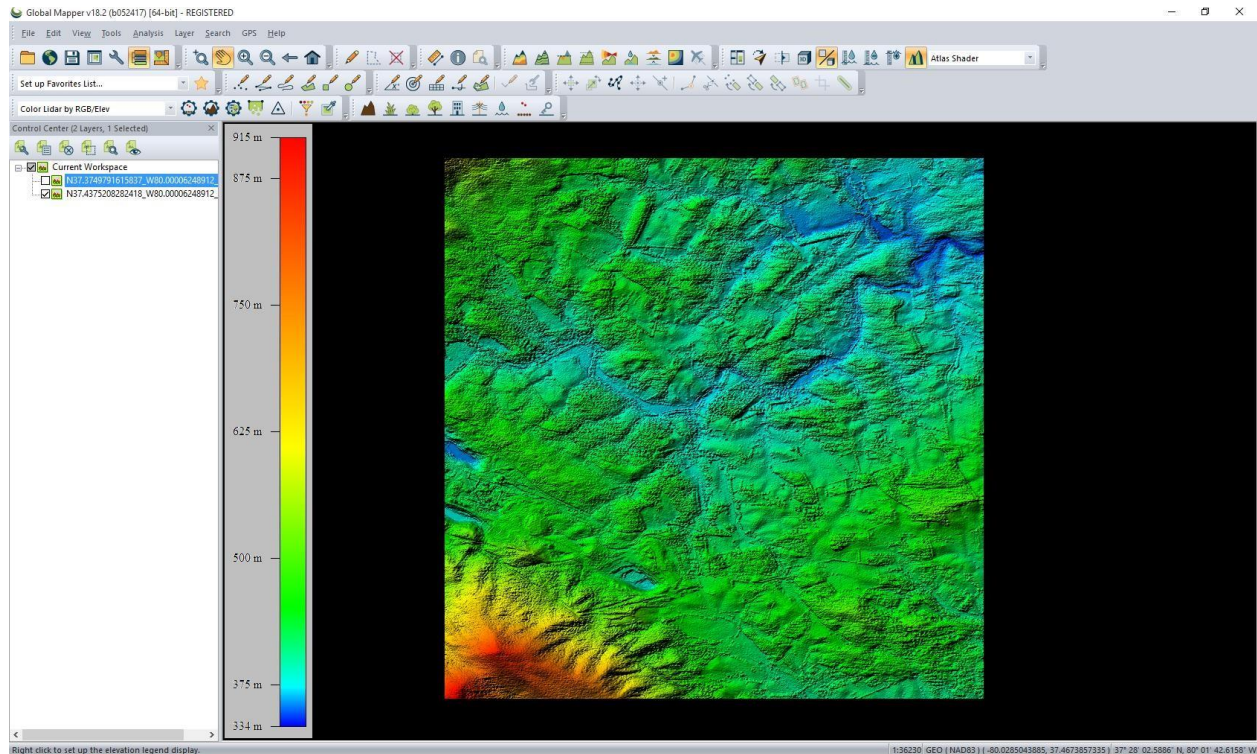 Global Mapper v18.2 (b052417) [64-bit] - REGISTERED
File Edit View Tools Analysis Layer Search GPS Help
Atlas Shader
Set up Favorites List...
Color Lidar by RGB/Elev
Control Center (2 Layers, 1 Selected)
Current Workspace
N37.3749791615837_W80.0006248912_
N37.4375208282418_W80.0006248912_
915 m
875 m
750 m
625 m
500 m
375 m
334 m
Right click to set up the elevation legend display.
1:36230 GEO ( NAD83 ) ( -80.0285043885, 37.4673857335 ) 37° 28' 02.5886" N, 80° 01' 42.6158" W